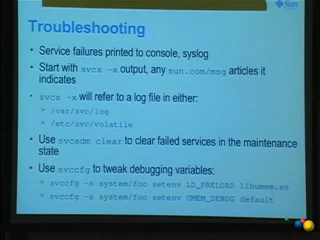 Sun
Troubleshooting
• Service failures printed to console, syslog
• Start with svcs -x output, any sun.com/msg articles it
indicates
• svcs -x will refer to a log file in either:
> /var/svc/log
> /etc/svc/volatile
• Use svcadm clear to clear failed services in the maintenance
state
• Use svccfg to tweak debugging variables:
> svccfg -s system/foo setenv LD_PRELOAD libumem.so
> svccfg -s system/foo setenv UMEM_DEBUG default